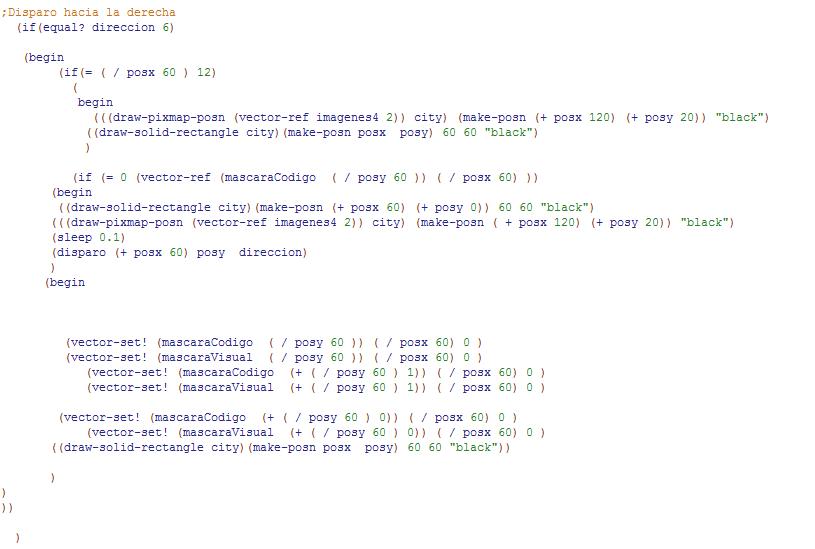 ;Disparo hacia la derecha
(if(equal? direccion 6)
(begin
(if(= ( / posx 60 ) 12)
(
begin
(((draw-pixmap-posn (vector-ref imagenes4 2)) city) (make-posn (+ posx 120) (+ posy 20)) "black")
((draw-solid-rectangle city)(make-posn posx  posy) 60 60 "black")
)
(if (= 0 (vector-ref (mascaraCodigo  ( / posy 60 )) ( / posx 60) ))
(begin
((draw-solid-rectangle city)(make-posn (+ posx 60) (+ posy 0)) 60 60 "black")
(((draw-pixmap-posn (vector-ref imagenes4 2)) city) (make-posn ( + posx 120) (+ posy 20)) "black")
(sleep 0.1)
(disparo (+ posx 60) posy  direccion)
)
(begin
(vector-set! (mascaraCodigo  ( / posy 60 )) ( / posx 60) 0 )
(vector-set! (mascaraVisual  ( / posy 60 )) ( / posx 60) 0 )
(vector-set! (mascaraCodigo  (+ ( / posy 60 ) 1)) ( / posx 60) 0 )
(vector-set! (mascaraVisual  (+ ( / posy 60 ) 1)) ( / posx 60) 0 )
(vector-set! (mascaraCodigo  (+ ( / posy 60 ) 0)) ( / posx 60) 0 )
(vector-set! (mascaraVisual  (+ ( / posy 60 ) 0)) ( / posx 60) 0 )
((draw-solid-rectangle city)(make-posn posx  posy) 60 60 "black"))
)
)
))
)